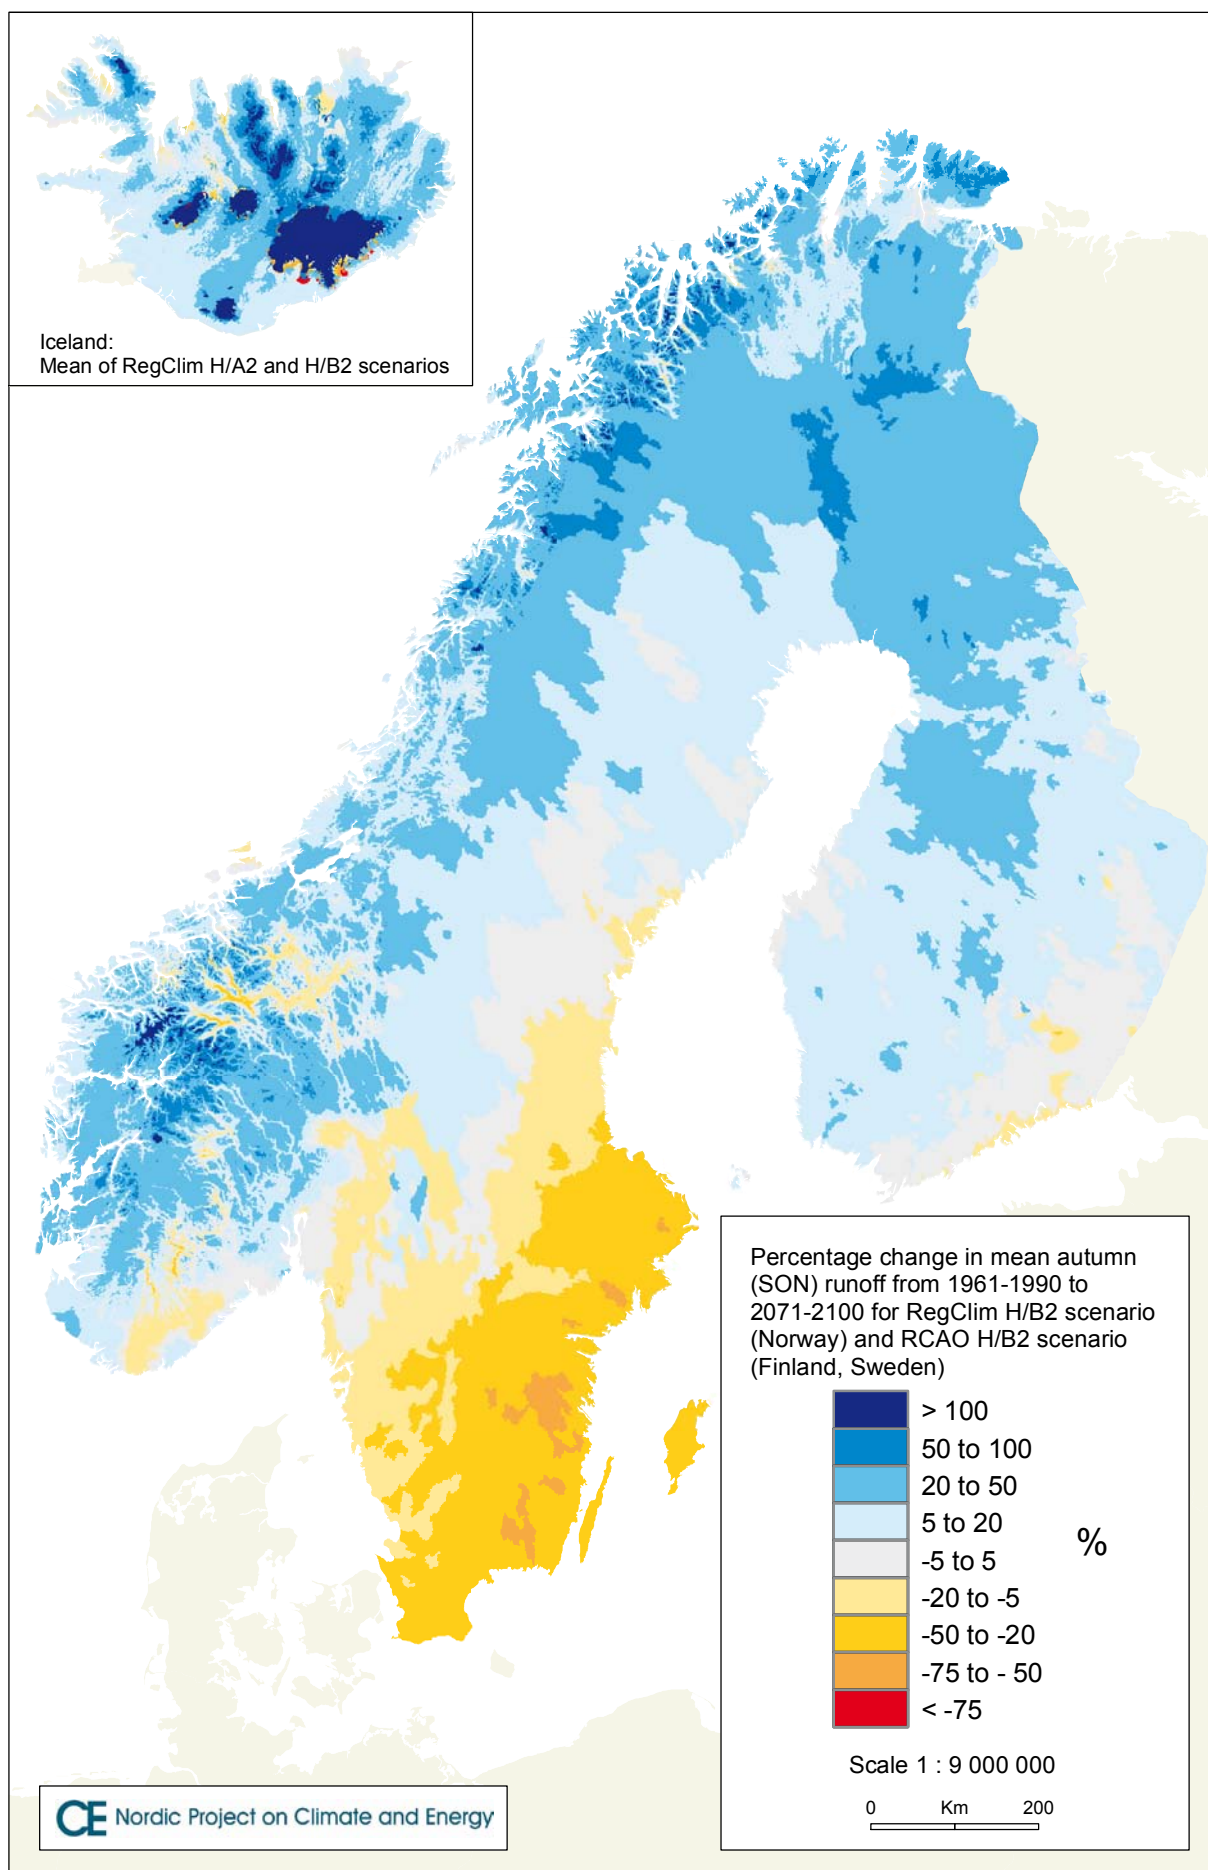 Iceland:
Mean of RegClim H/A2 and H/B2 scenarios
Percentage change in mean autumn
(SON) runoff from 1961-1990 to
2071-2100 for RegClim H/B2 scenario
(Norway) and RCAO H/B2 scenario
(Finland, Sweden)
> 100
50 to 100
20 to 50
5 to 20
-5 to 5
-20 to -5
-50 to -20
-75 to - 50
< -75
%
Scale 1 : 9 000 000
0 Km 200
CE Nordic Project on Climate and Energy